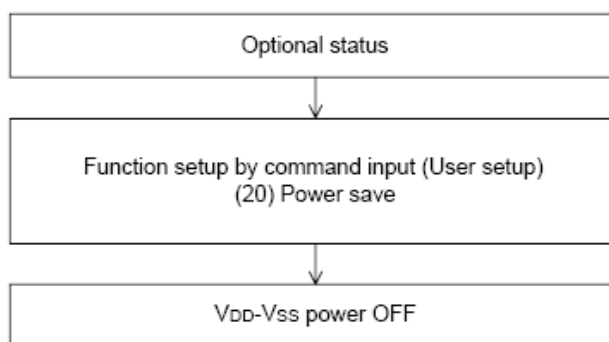 Optional status
Function setup by command input (User setup)
(20) Power save
VDD-VSS power OFF